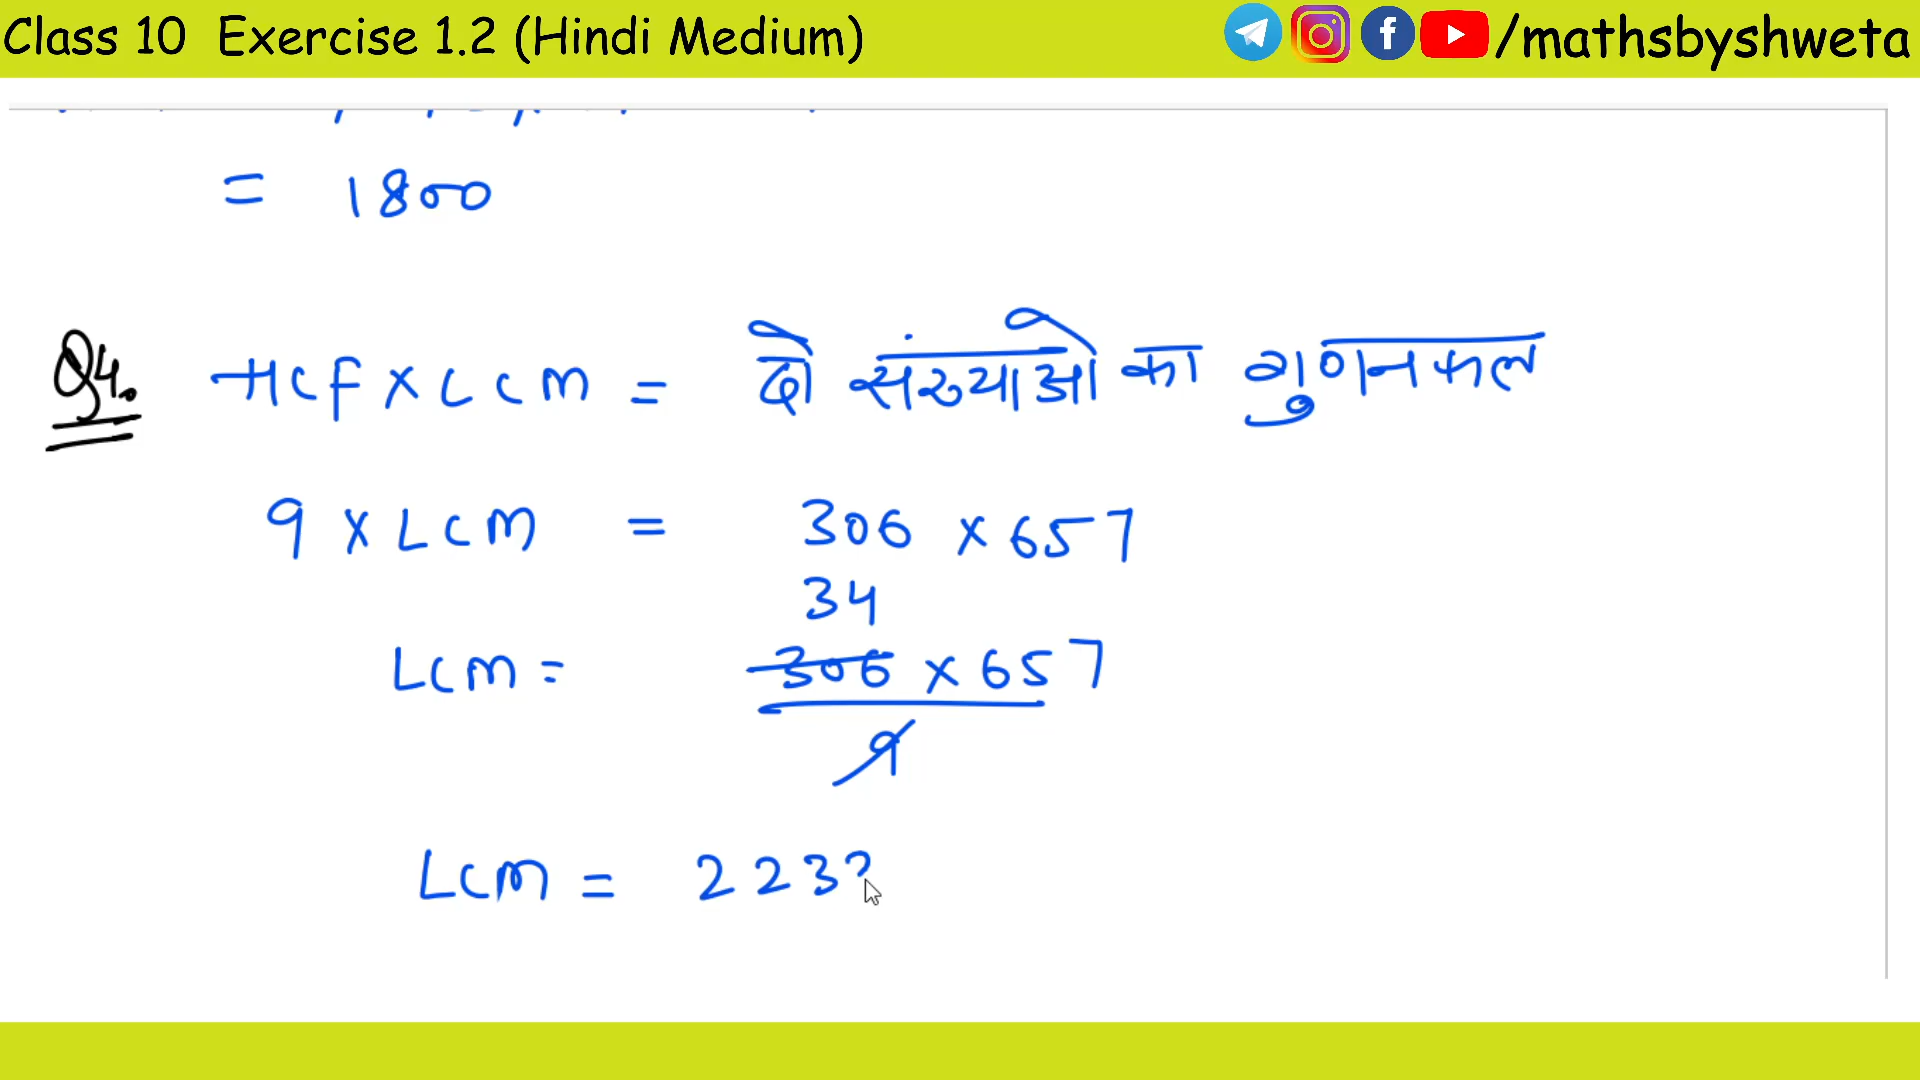 Class 10 Exercise 1.2 (Hindi Medium)
/mathsbyshweta
= 1800
Q4. HCF × LCM = दो संख्याओ का गुणनफल
9 × LCM = 306 × 657
34
LCM = 306 × 657
9
LCM = 223